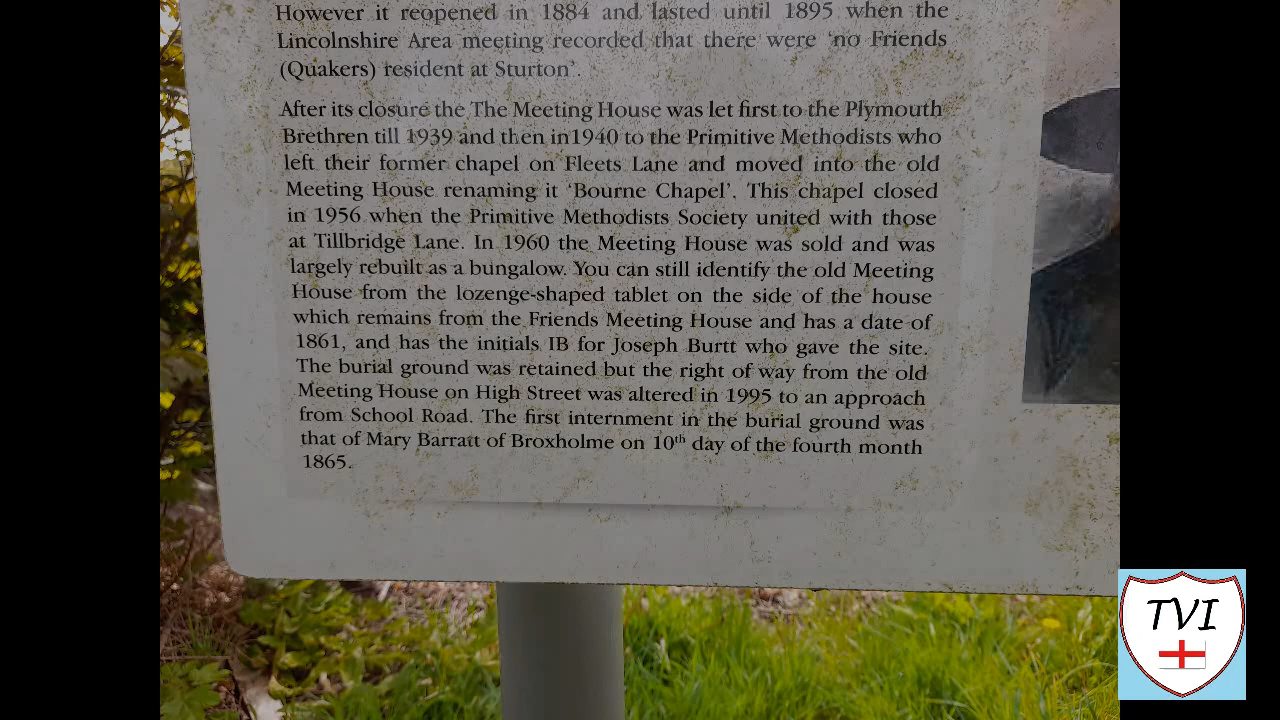 However it reopened in 1884 and lasted until 1895 when the
Lincolnshire Area meeting recorded that there were 'no Friends
(Quakers) resident at Sturton'.
After its closure the The Meeting House was let first to the Plymouth
Brethren till 1939 and then in1940 to the Primitive Methodists who
left their former chapel on Fleets Lane and moved into the old
Meeting House renaming it 'Bourne Chapel'. This chapel closed
in 1956 when the Primitive Methodists Society united with those
at Tillbridge Lane. In 1960 the Meeting House was sold and was
largely rebuilt as a bungalow. You can still identify the old Meeting
House from the lozenge-shaped tablet on the side of the house
which remains from the Friends Meeting House and has a date of
1861, and has the initials IB for Joseph Burtt who gave the site.
The burial ground was retained but the right of way from the old
Meeting House on High Street was altered in 1995 to an approach
from School Road. The first internment in the burial ground was
that of Mary Barratt of Broxholme on 10th day of the fourth month
1865.
TVI